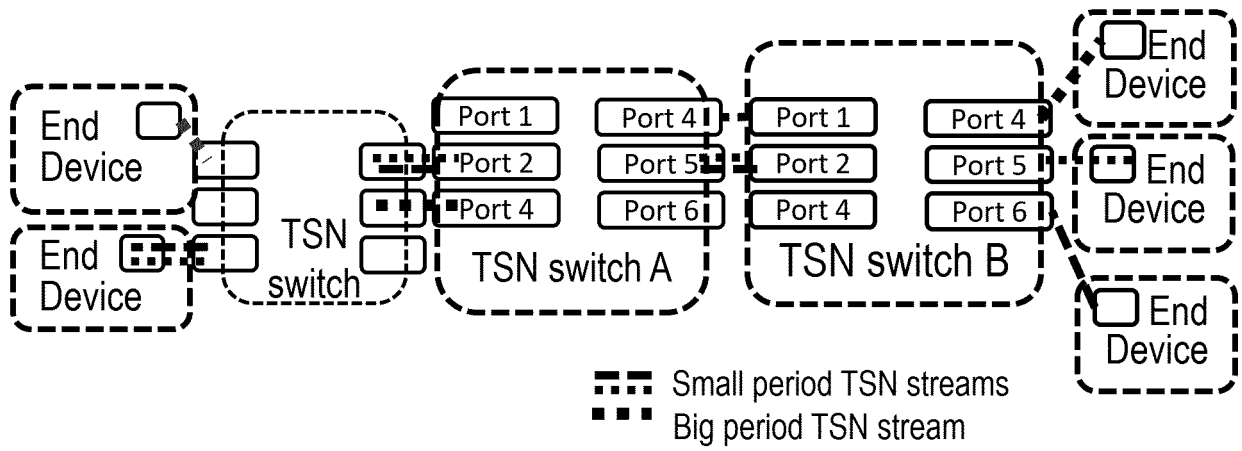 End
Device
End
Device
TSN
switch
Port 1
Port 2
Port 4
Port 4
Port 5
Port 6
TSN switch A
Port 1
Port 2
Port 4
Port 4
Port 5
Port 6
TSN switch B
End
Device
End
Device
End
Device
Small period TSN streams
Big period TSN stream